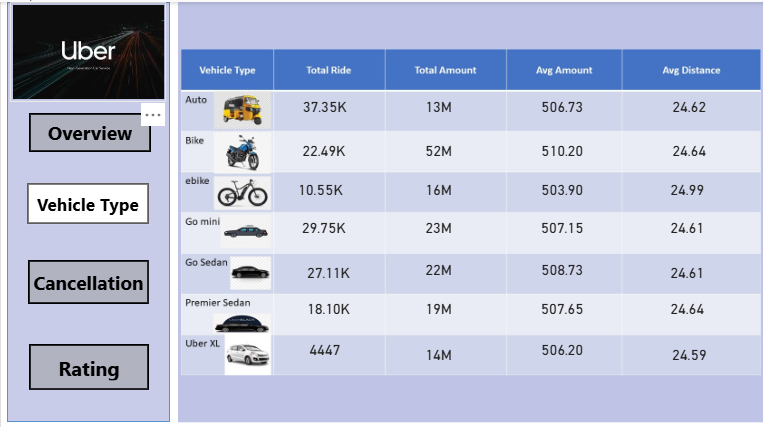 Uber
Overview
Vehicle Type
Cancellation
Rating
Vehicle Type Total Ride Total Amount Avg Amount Avg Distance
Auto 37.35K 13M 506.73 24.62
Bike 22.49K 52M 510.20 24.64
ebike 10.55K 16M 503.90 24.99
Go mini 29.75K 23M 507.15 24.61
Go Sedan 27.11K 22M 508.73 24.61
Premier Sedan 18.10K 19M 507.65 24.64
Uber XL 4447 14M 506.20 24.59